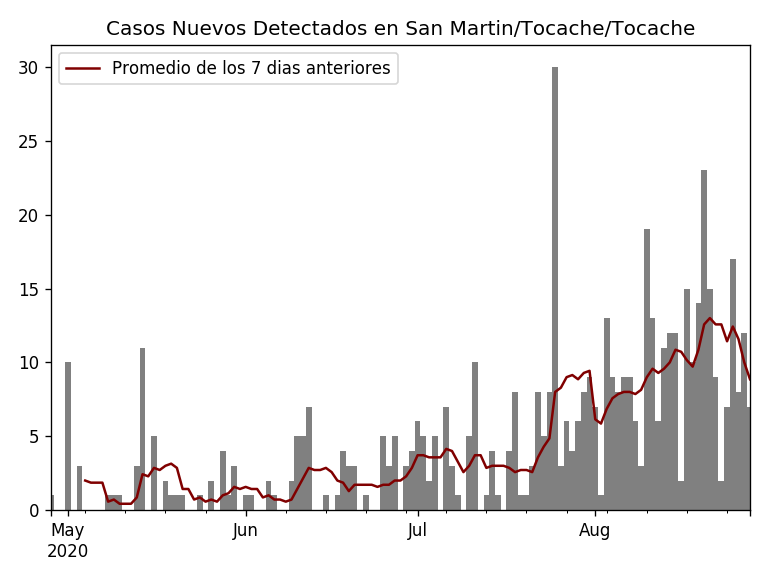 Casos Nuevos Detectados en San Martin/Tocache/Tocache
Promedio de los 7 dias anteriores
30
25
20
15
10
5
0
May Jun Jul Aug
2020